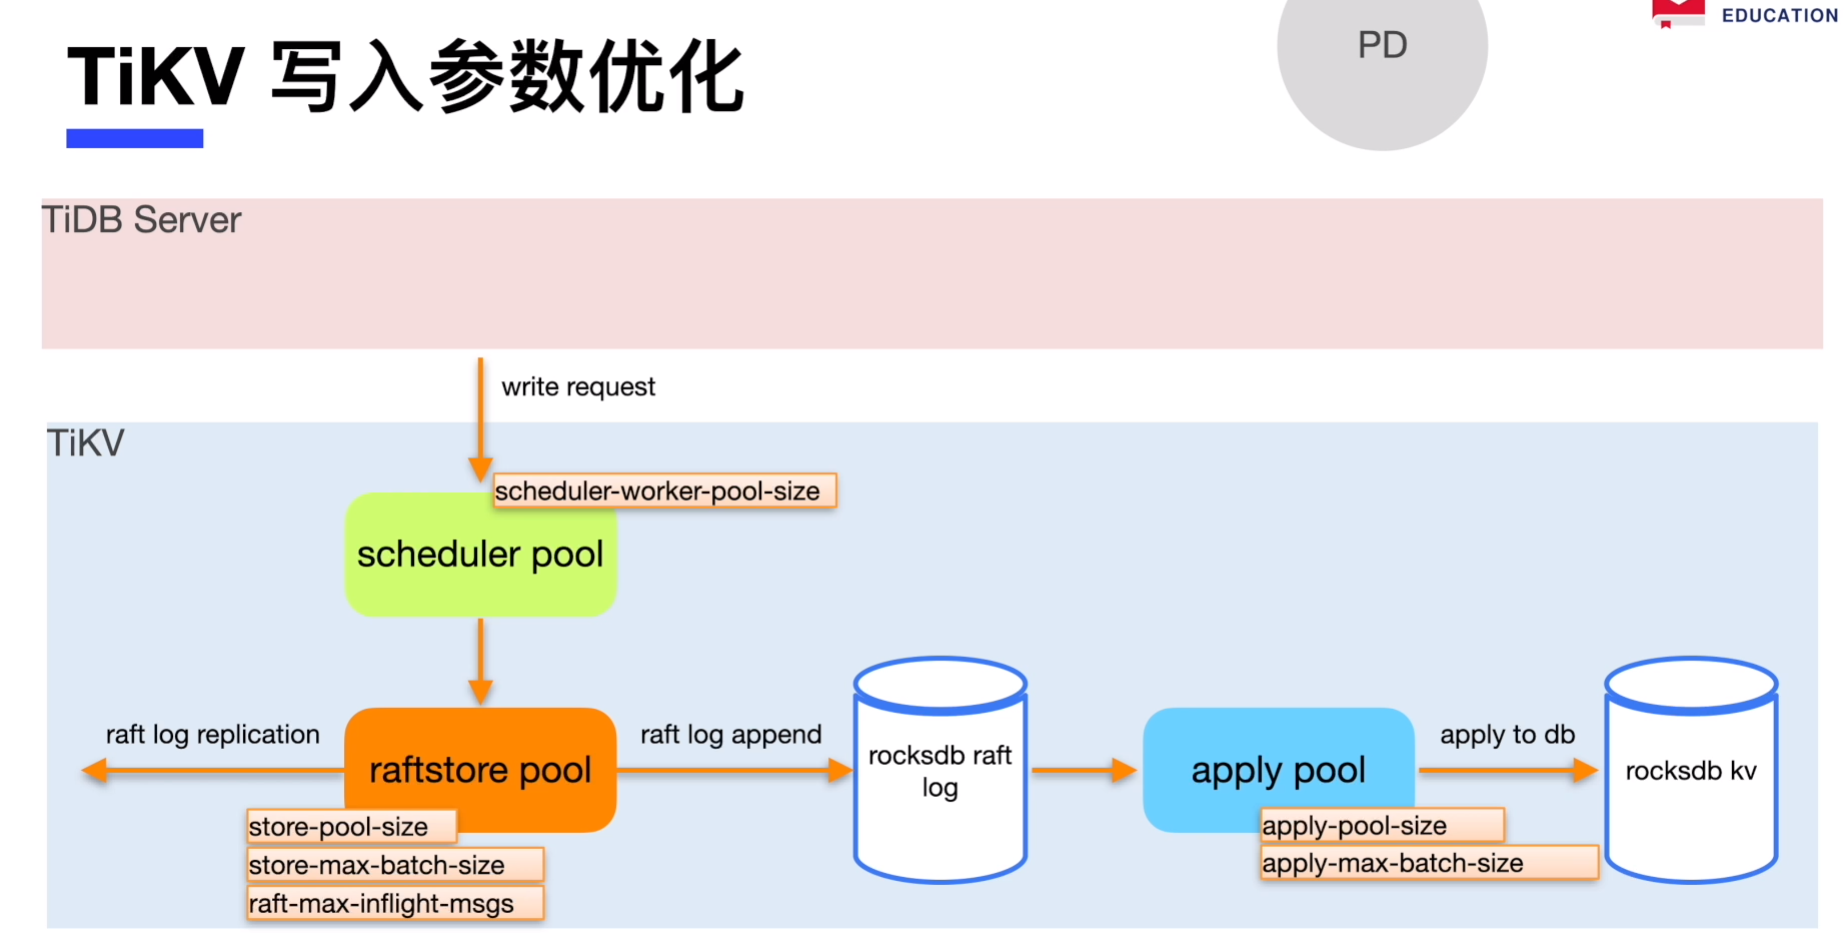 EDUCATION
PD
TiKV 写入参数优化
TiDB Server
write request
TiKV
scheduler-worker-pool-size
scheduler pool
raft log replication
raftstore pool
raft log append
rocksdb raft
log
apply pool
apply to db
rocksdb kv
store-pool-size
store-max-batch-size
raft-max-inflight-msgs
apply-pool-size
apply-max-batch-size